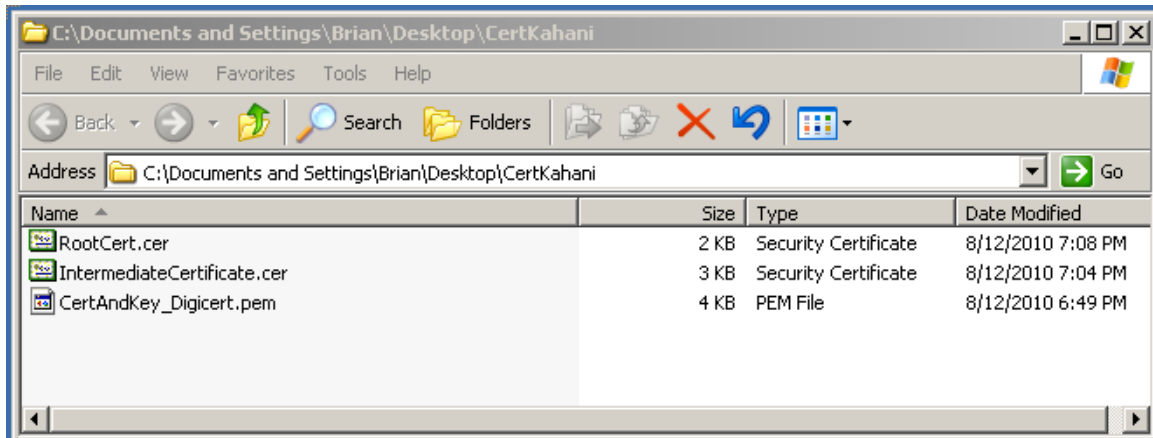 C:\Documents and Settings\Brian\Desktop\CertKahani
File Edit View Favorites Tools Help
Back Search Folders
Address C:\Documents and Settings\Brian\Desktop\CertKahani Go
Name Size Type Date Modified
RootCert.cer 2 KB Security Certificate 8/12/2010 7:08 PM
IntermediateCertificate.cer 3 KB Security Certificate 8/12/2010 7:04 PM
CertAndKey_Digicert.pem 4 KB PEM File 8/12/2010 6:49 PM